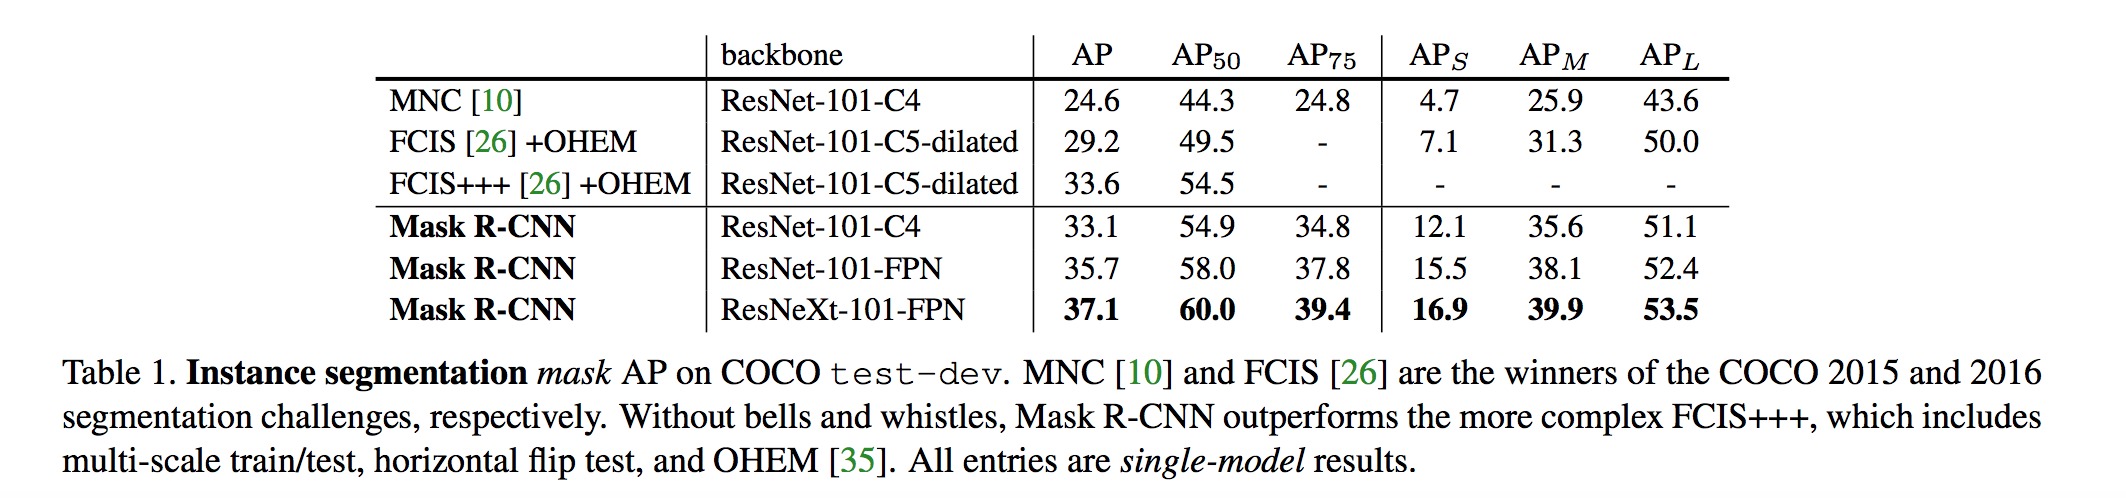 backbone AP AP50 AP75 APS APM APL
MNC [10] ResNet-101-C4 24.6 44.3 24.8 4.7 25.9 43.6
FCIS [26] +OHEM ResNet-101-C5-dilated 29.2 49.5 - 7.1 31.3 50.0
FCIS+++ [26] +OHEM ResNet-101-C5-dilated 33.6 54.5 - - - -
Mask R-CNN ResNet-101-C4 33.1 54.9 34.8 12.1 35.6 51.1
Mask R-CNN ResNet-101-FPN 35.7 58.0 37.8 15.5 38.1 52.4
Mask R-CNN ResNeXt-101-FPN 37.1 60.0 39.4 16.9 39.9 53.5
Table 1. Instance segmentation mask AP on COCO test-dev. MNC [10] and FCIS [26] are the winners of the COCO 2015 and 2016
segmentation challenges, respectively. Without bells and whistles, Mask R-CNN outperforms the more complex FCIS+++, which includes
multi-scale train/test, horizontal flip test, and OHEM [35]. All entries are single-model results.